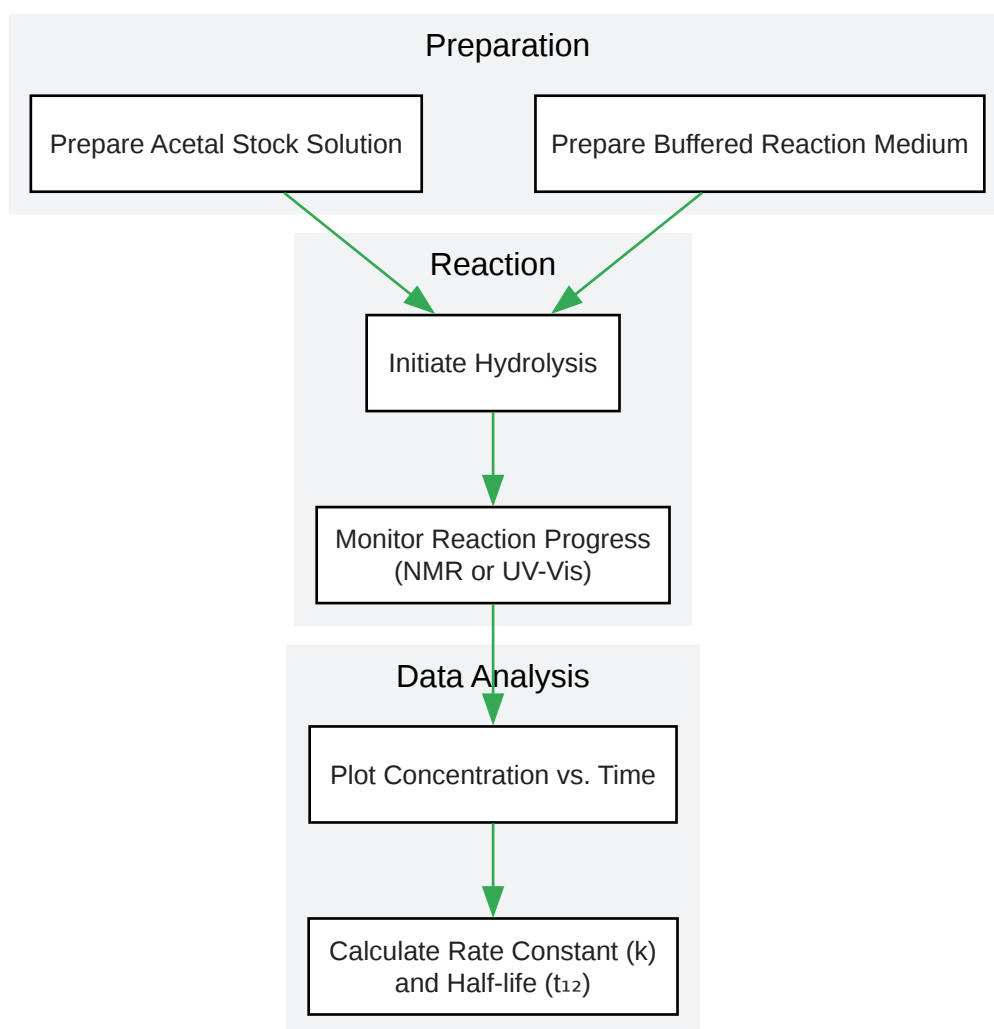 Preparation
Prepare Acetal Stock Solution
Prepare Buffered Reaction Medium
Reaction
Initiate Hydrolysis
Monitor Reaction Progress
(NMR or UV-Vis)
Data Analysis
Plot Concentration vs. Time
Calculate Rate Constant (k)
and Half-life (t₁₂)